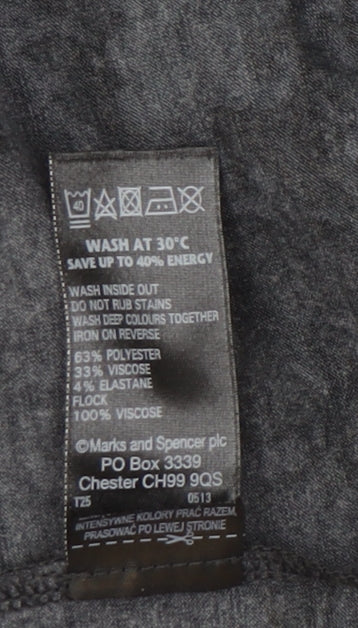 40
WASH AT 30°C
SAVE UP TO 40% ENERGY
WASH INSIDE OUT
DO NOT RUB STAINS
WASH DEEP COLOURS TOGETHER
IRON ON REVERSE
63% POLYESTER
33% VISCOSE
4% ELASTANE
FLOCK
100% VISCOSE
©Marks and Spencer plc
PO Box 3339
Chester CH99 9QS
T25 0513
INTENSYWNE KOLORY PRAĆ RAZEM,
PRASOWAĆ PO LEWEJ STRONIE